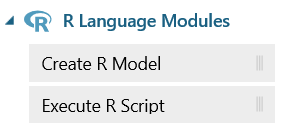 R Language Modules
Create R Model
Execute R Script